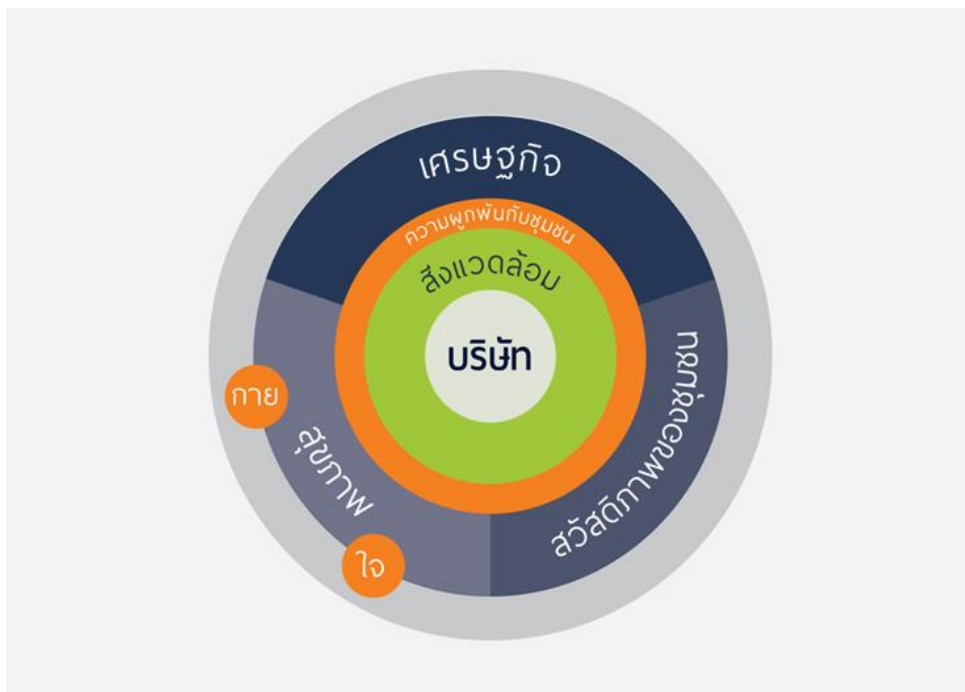 เศรษฐกิจ
ความผูกพันกับชุมชน
สิ่งแวดล้อม
บริษัท
สวัสดิภาพของชุมชน
สุขภาพ
กาย
ใจ